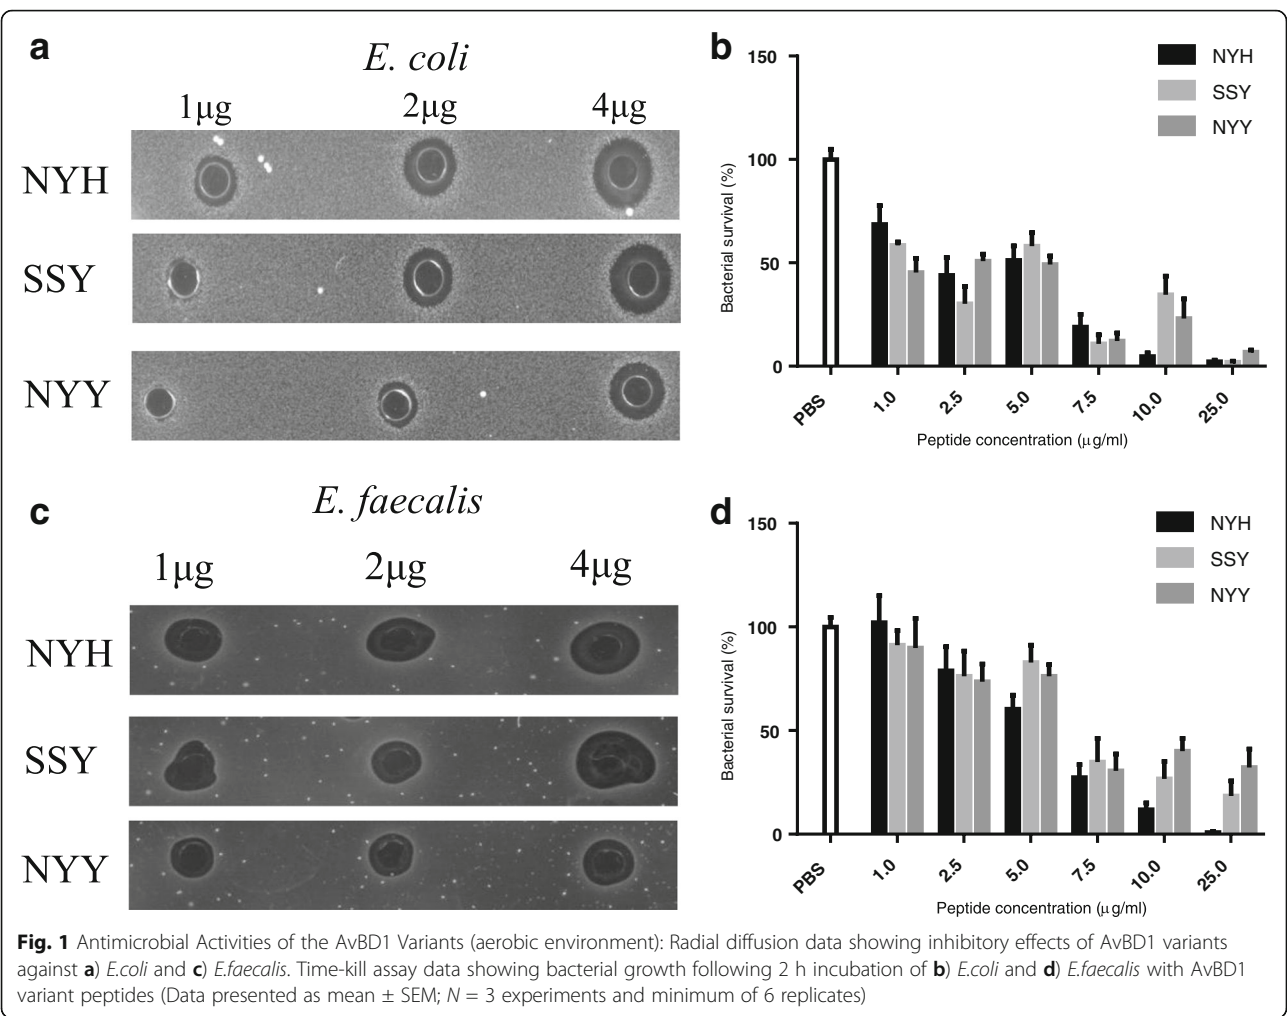 a
E. coli
1μg 2μg 4μg
NYH
SSY
NYY
b
150
100
50
0
Bacterial survival (%)
NYH
SSY
NYY
PBS 1.0 2.5 5.0 7.5 10.0 25.0
Peptide concentration (μg/ml)
c
E. faecalis
1μg 2μg 4μg
NYH
SSY
NYY
d
150
100
50
0
Bacterial survival (%)
NYH
SSY
NYY
PBS 1.0 2.5 5.0 7.5 10.0 25.0
Peptide concentration (μg/ml)
Fig. 1 Antimicrobial Activities of the AvBD1 Variants (aerobic environment): Radial diffusion data showing inhibitory effects of AvBD1 variants
against a) E.coli and c) E.faecalis. Time-kill assay data showing bacterial growth following 2 h incubation of b) E.coli and d) E.faecalis with AvBD1
variant peptides (Data presented as mean ± SEM; N = 3 experiments and minimum of 6 replicates)